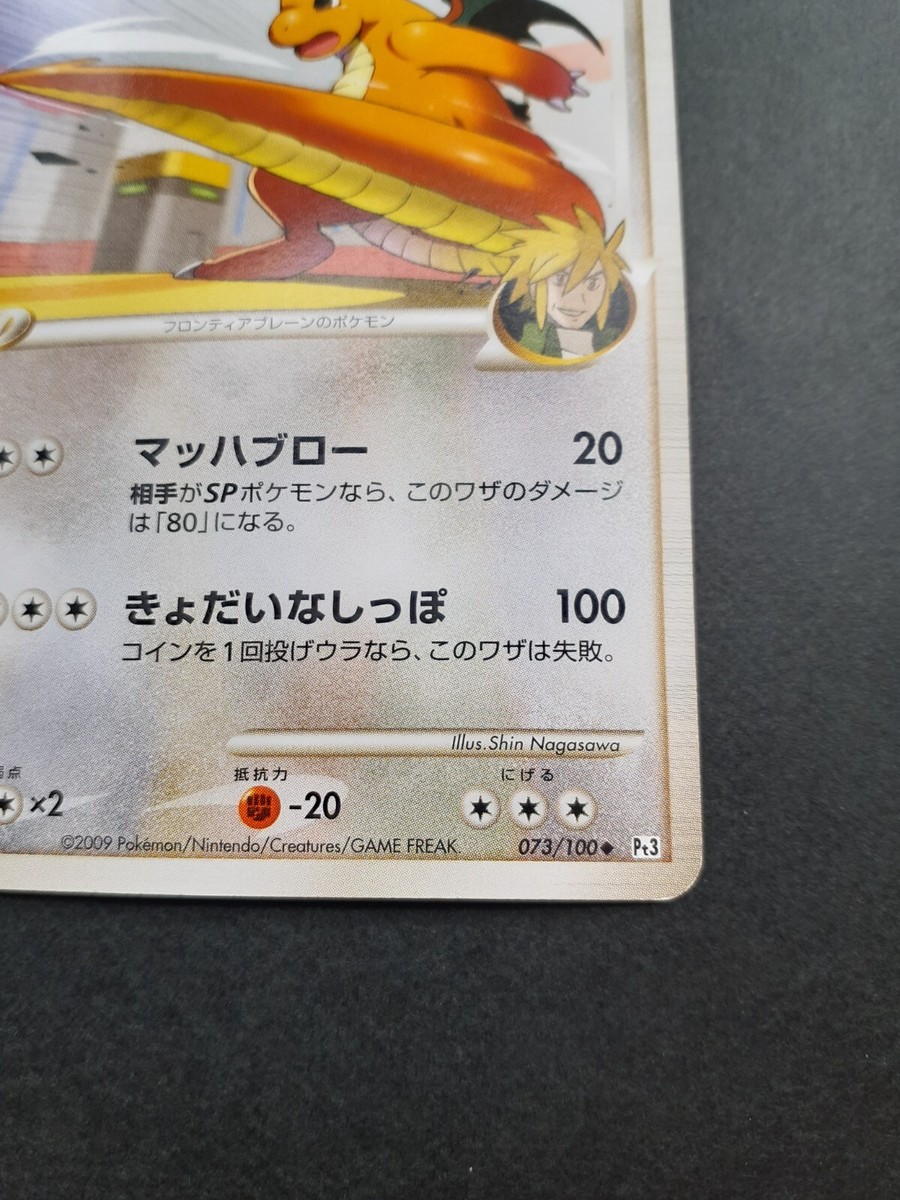 フロンティアブレーンのポケモン
マッハブロー 20
相手がSPポケモンなら、このワザのダメージ
は「80」になる。
きょだいなしっぽ 100
コインを1回投げウラなら、このワザは失敗。
Illus.Shin Nagasawa
点 抵抗力 にげる
×2 -20
©2009 Pokémon/Nintendo/Creatures/GAME FREAK. 073/100◆ Pt3